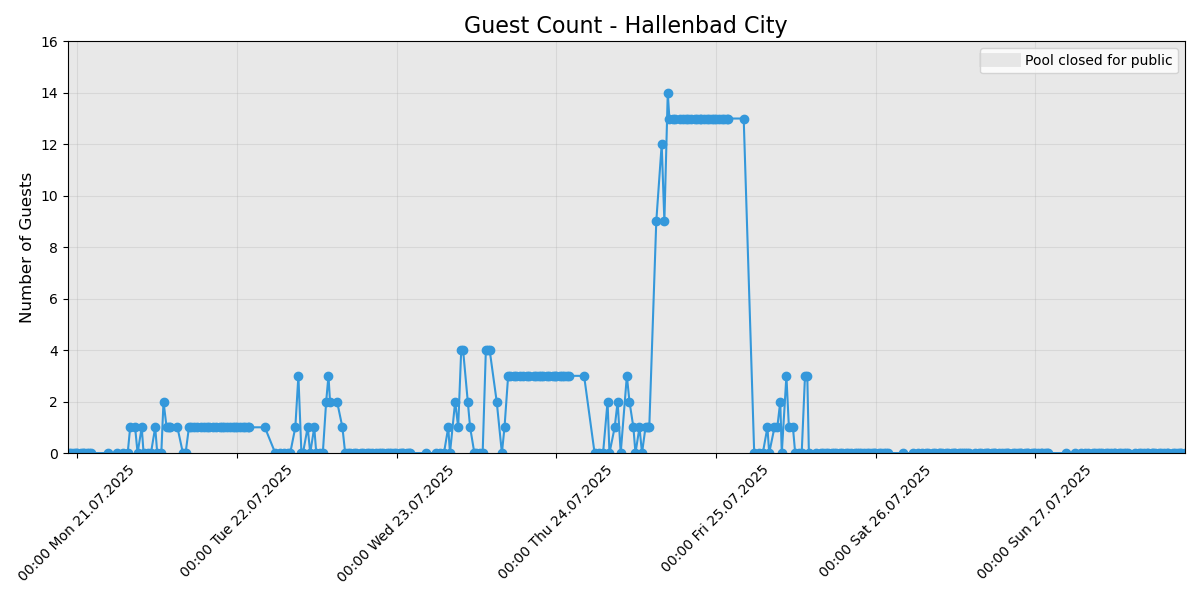 Guest Count - Hallenbad City
Pool closed for public
Number of Guests
16
14
12
10
8
6
4
2
0
00:00 Mon 21.07.2025
00:00 Tue 22.07.2025
00:00 Wed 23.07.2025
00:00 Thu 24.07.2025
00:00 Fri 25.07.2025
00:00 Sat 26.07.2025
00:00 Sun 27.07.2025